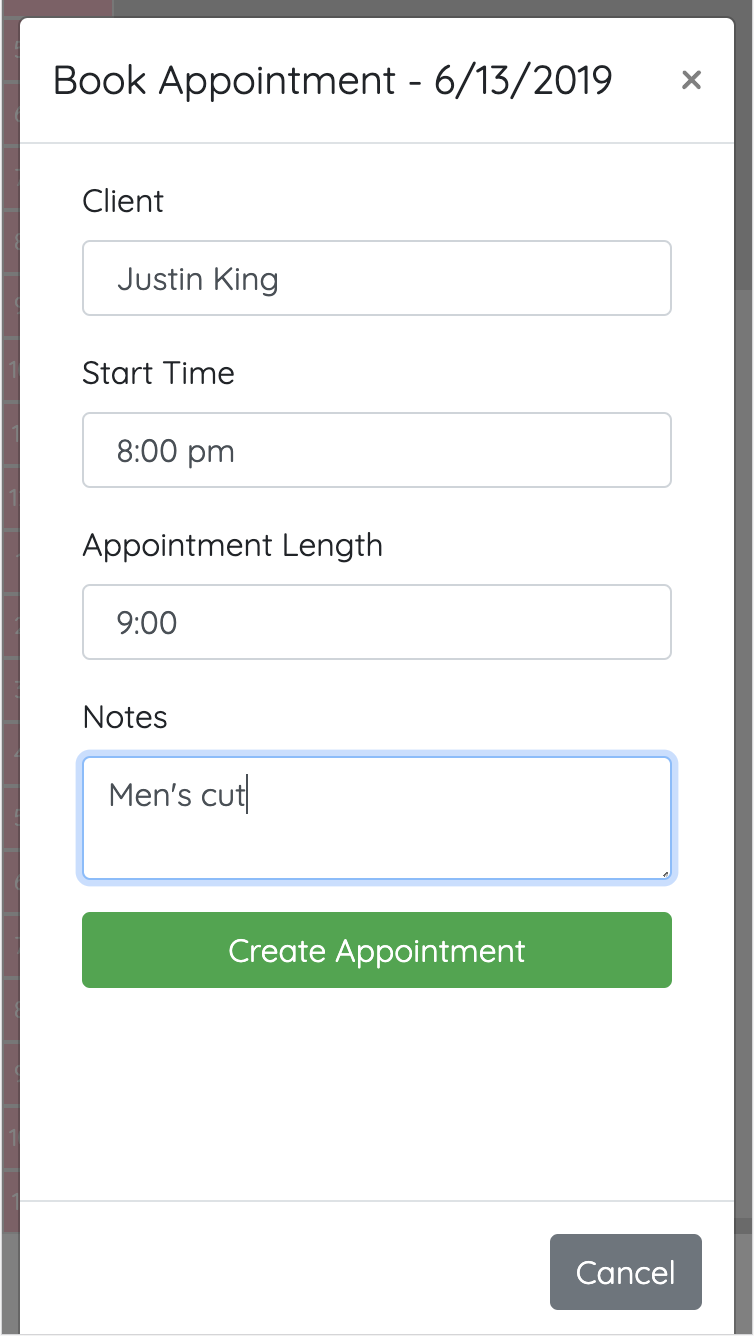 Book Appointment - 6/13/2019 ×
Client
Justin King
Start Time
8:00 pm
Appointment Length
9:00
Notes
Men's cut
Create Appointment
Cancel